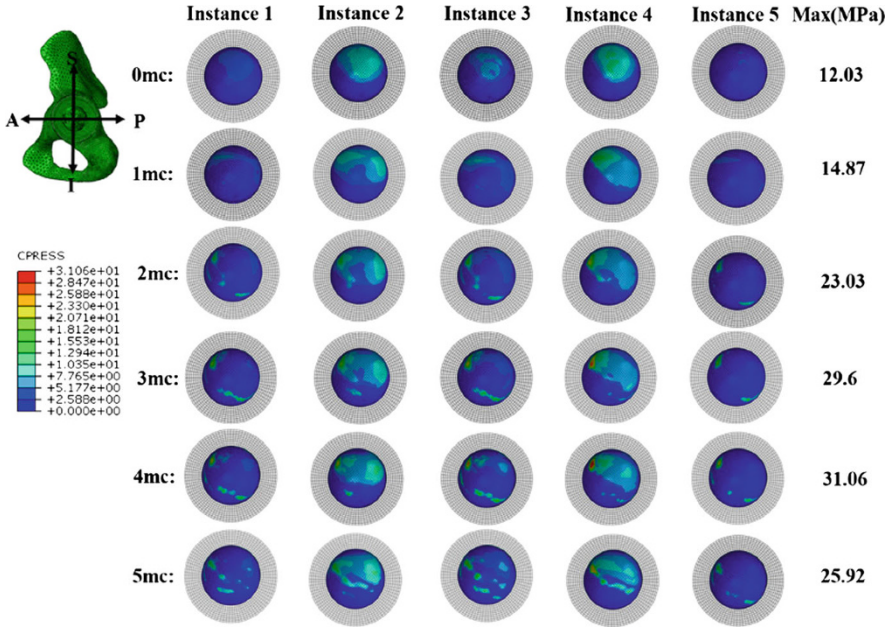 Instance 1 Instance 2 Instance 3 Instance 4 Instance 5 Max(MPa)
S
A P
I
0mc: 12.03
1mc: 14.87
CPRESS
+3.106e+01
+2.847e+01
+2.588e+01
+2.330e+01
+2.071e+01
+1.812e+01
+1.553e+01
+1.294e+01
+1.035e+01
+7.765e+00
+5.177e+00
+2.588e+00
+0.000e+00
2mc: 23.03
3mc: 29.6
4mc: 31.06
5mc: 25.92